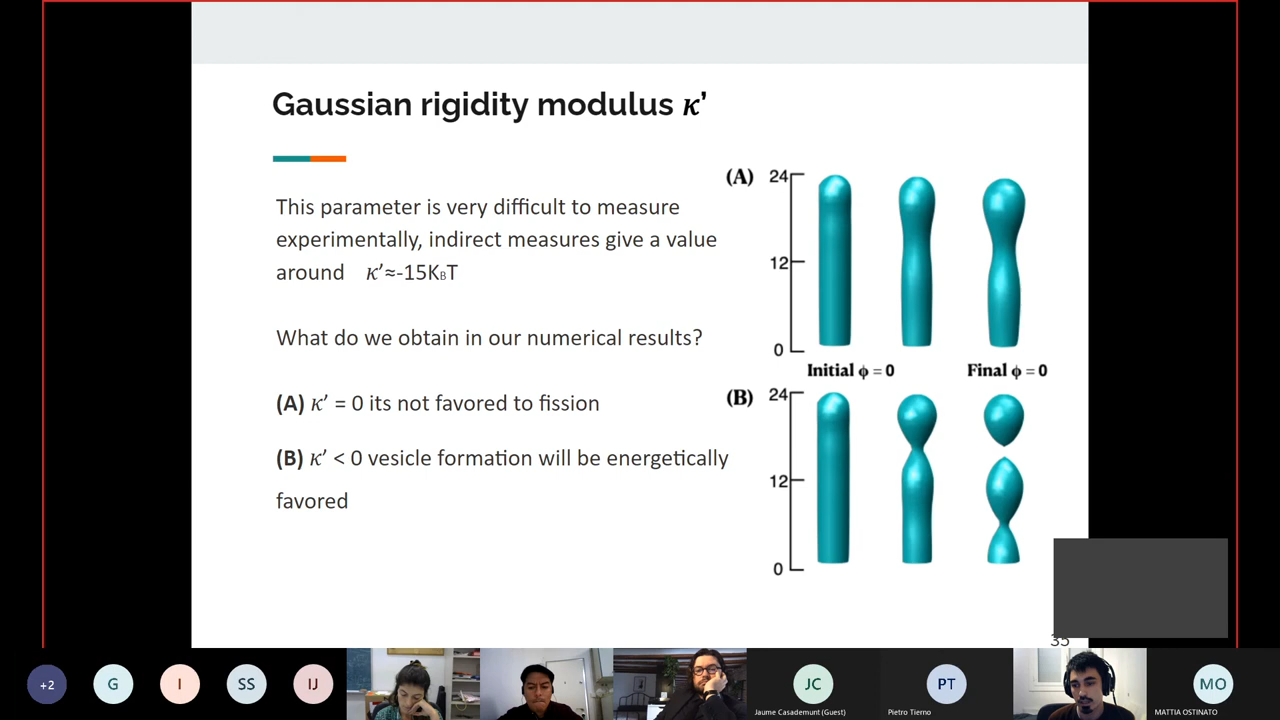 Gaussian rigidity modulus κ’
This parameter is very difficult to measure
experimentally, indirect measures give a value
around κ’≈-15KBT
What do we obtain in our numerical results?
(A) κ’ = 0 its not favored to fission
(B) κ’ < 0 vesicle formation will be energetically
favored
(A)
24
12
0
Initial ϕ = 0
Final ϕ = 0
(B)
24
12
0
35
+2
G
I
SS
IJ
JC
Jaume Casademunt (Guest)
PT
Pietro Tierno
MO
MATTIA OSTINATO